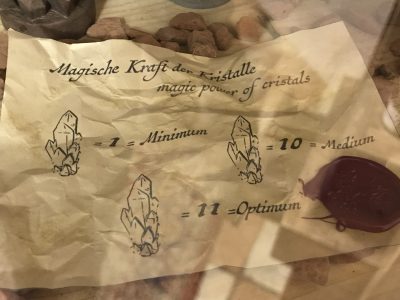 Magische Kraft der Kristalle
magic power of cristals
= 1 = Minimum
= 10 = Medium
= 11 = Optimum